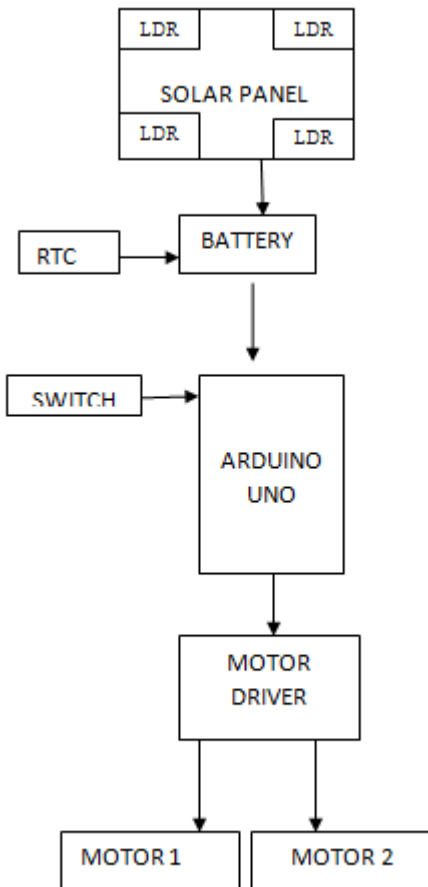 LDR LDR
SOLAR PANEL
LDR LDR
BATTERY
RTC
SWITCH
ARDUINO
UNO
MOTOR
DRIVER
MOTOR 1 MOTOR 2